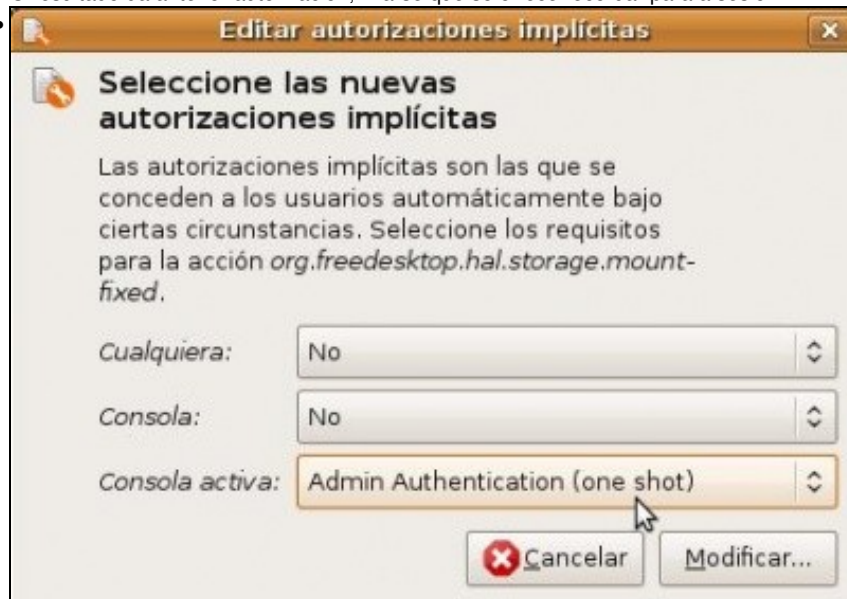 Editar autorizaciones implícitas
Seleccione las nuevas
autorizaciones implícitas
Las autorizaciones implícitas son las que se
conceden a los usuarios automáticamente bajo
ciertas circunstancias. Seleccione los requisitos
para la acción org.freedesktop.hal.storage.mount-
fixed.
Cualquiera: No
Consola: No
Consola activa: Admin Authentication (one shot)
Cancelar Modificar...